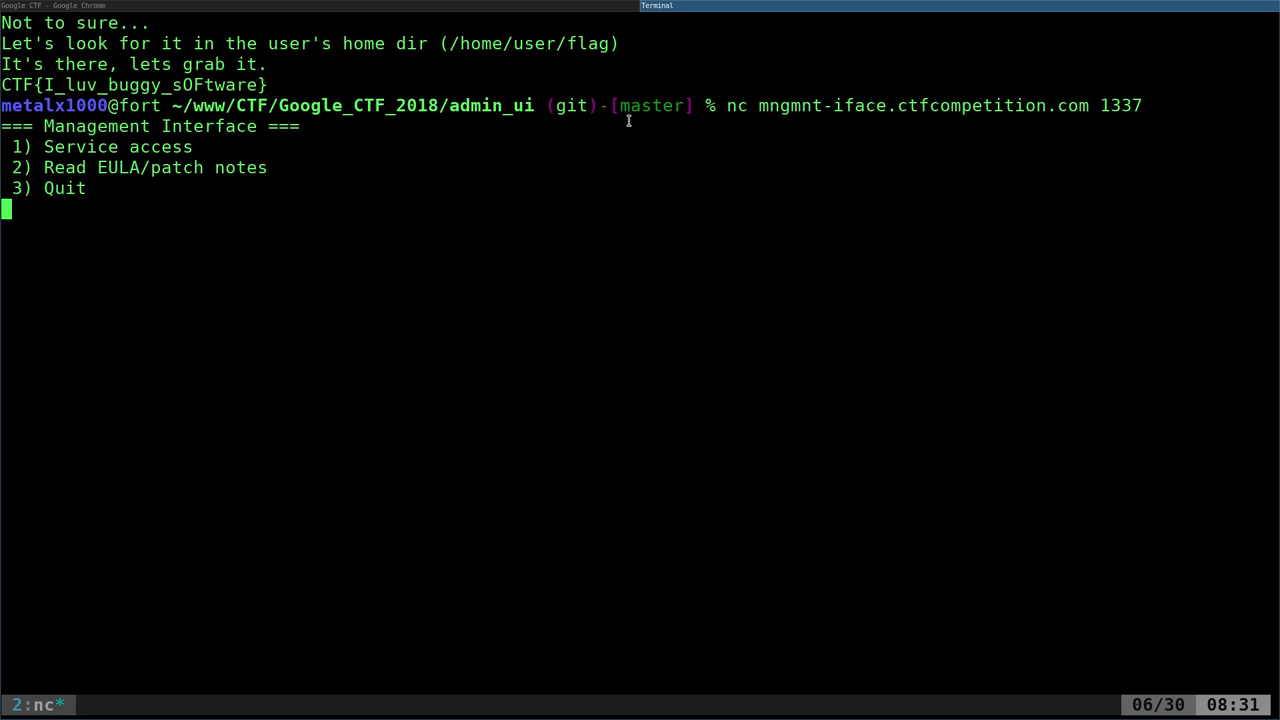 Google CTF - Google Chrome
Terminal
Not to sure...
Let's look for it in the user's home dir (/home/user/flag)
It's there, lets grab it.
CTF{I_luv_buggy_sOFtware}
metalx1000@fort ~/www/CTF/Google_CTF_2018/admin_ui (git)-[master] % nc mngmnt-iface.ctfcompetition.com 1337
=== Management Interface ===
1) Service access
2) Read EULA/patch notes
3) Quit
2:nc*
06/30 08:31